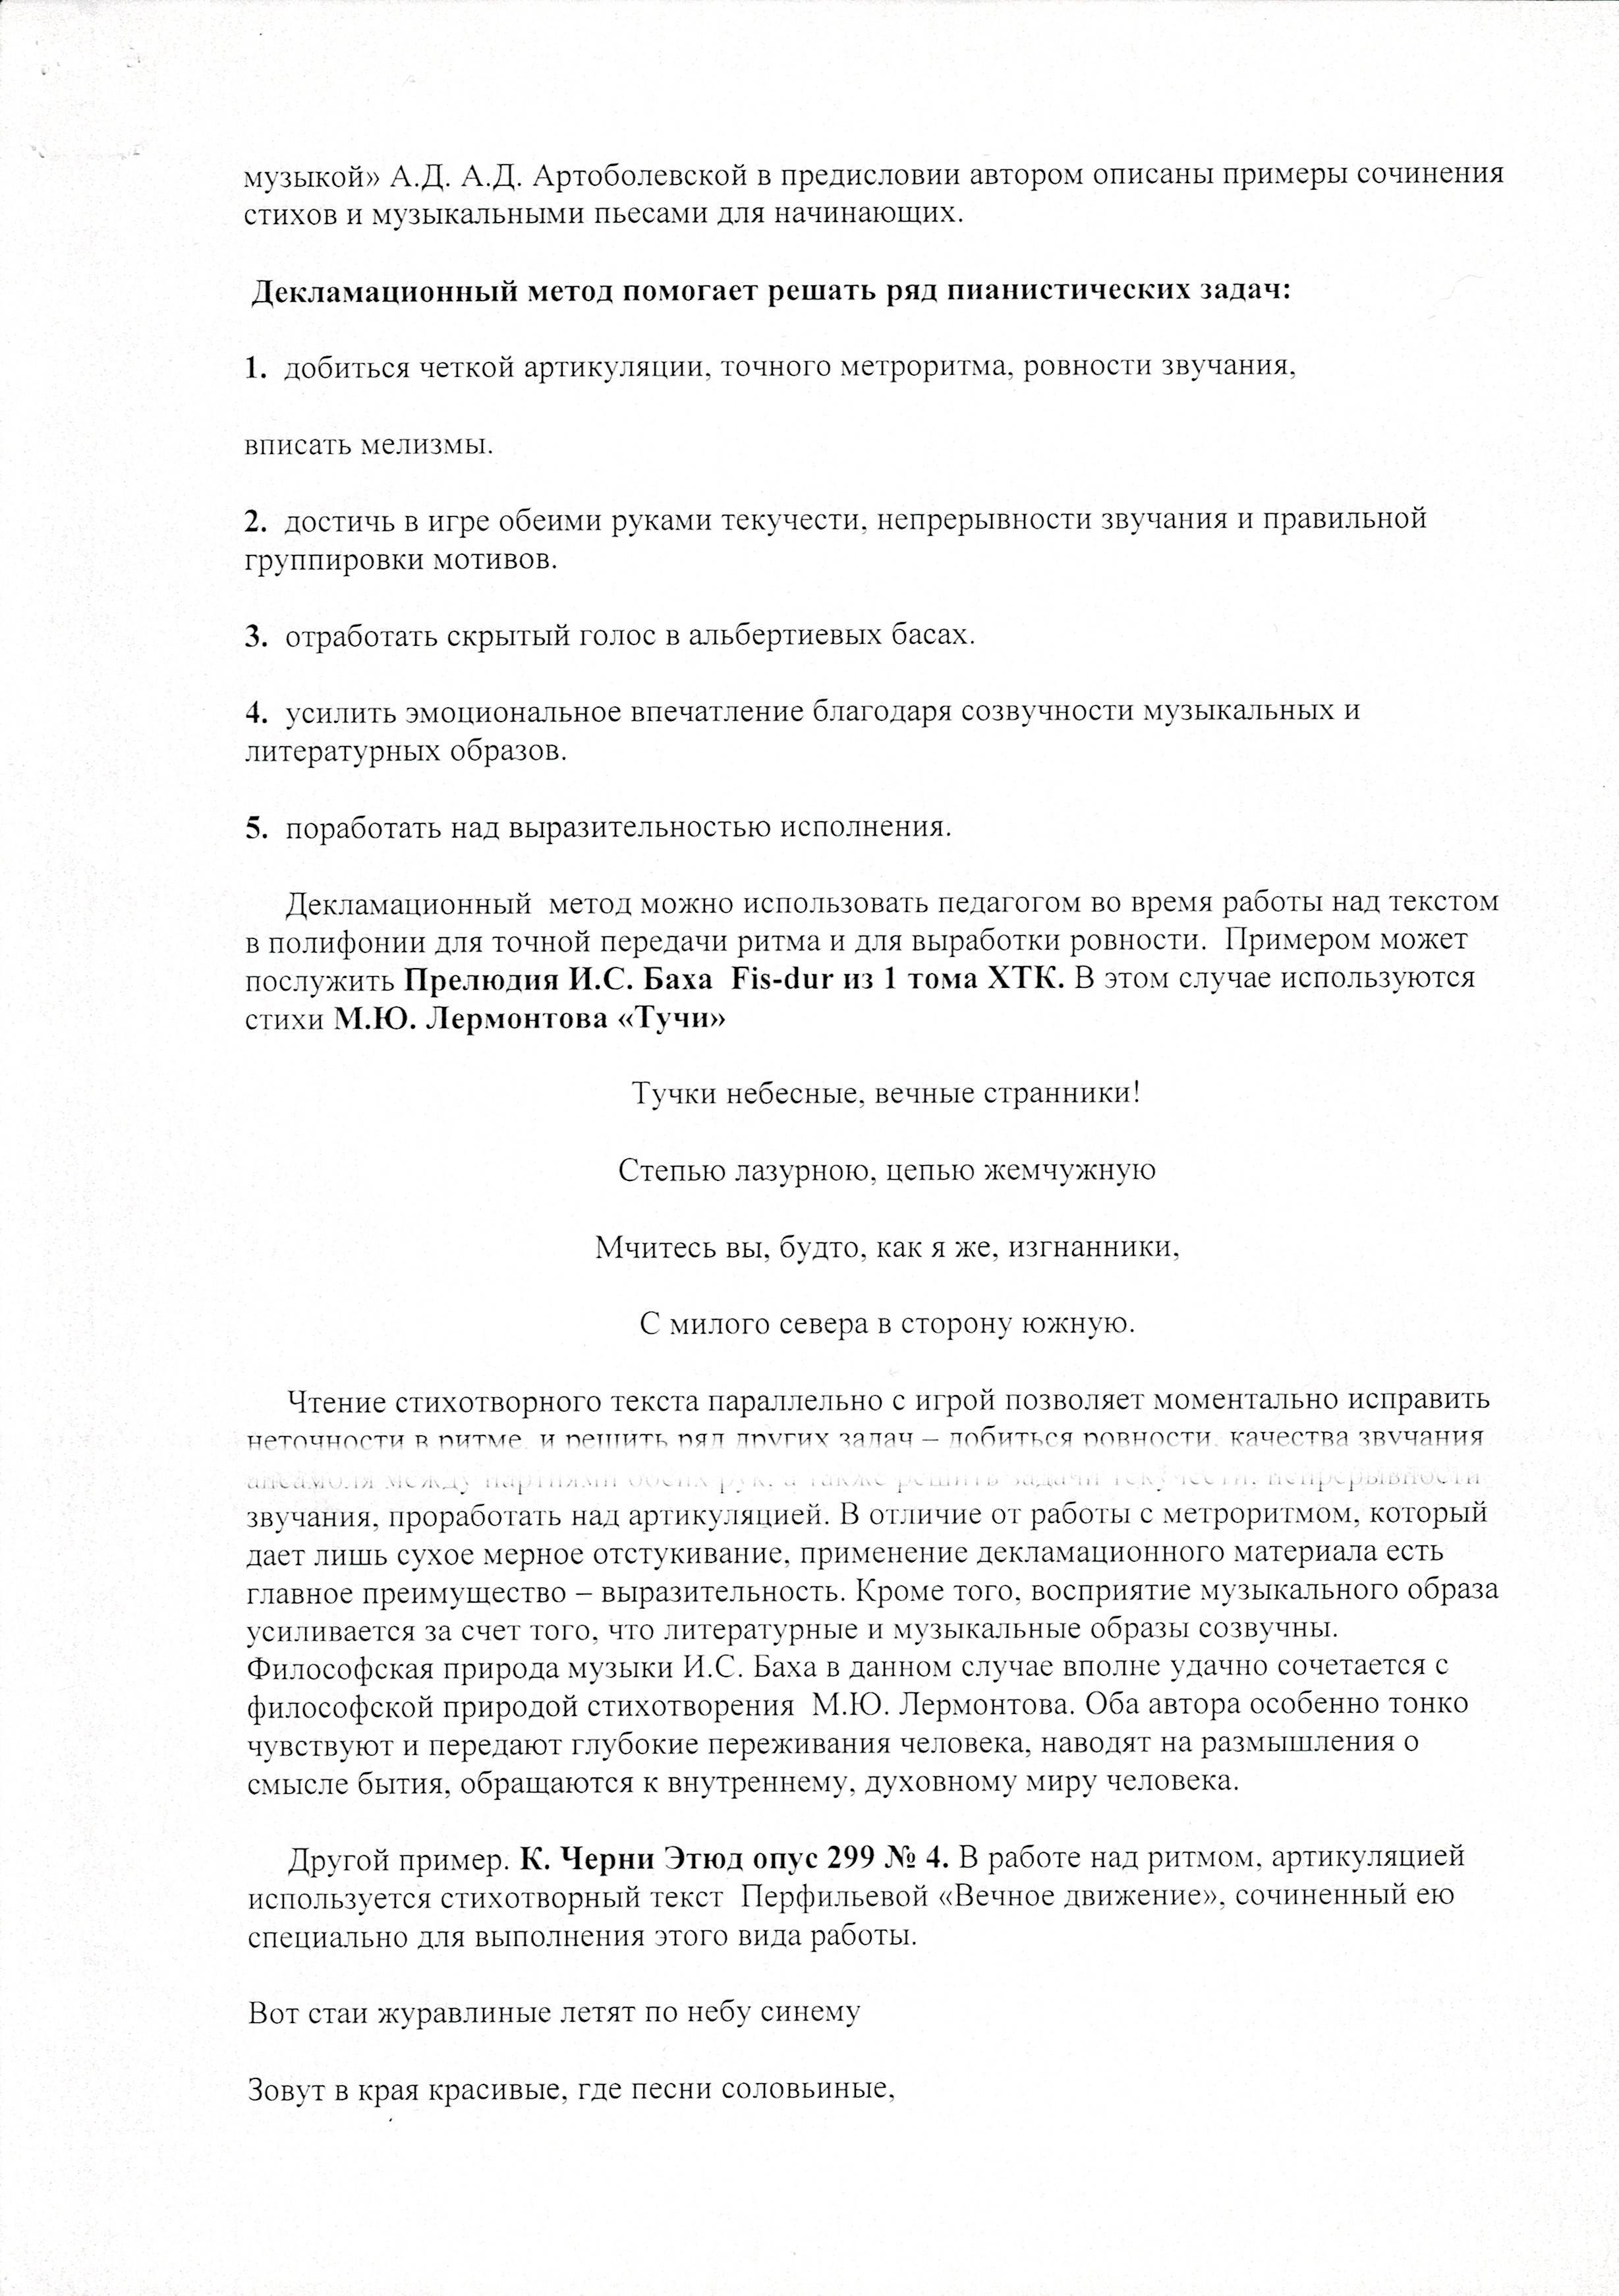 музыкой» А.Д. А.Д. Артоболевской в предисловии автором описаны примеры сочинения
стихов и музыкальными пьесами для начинающих.
Декламационный метод помогает решать ряд пианистических задач:
1. добиться четкой артикуляции, точного метроритма, ровности звучания,
вписать мелизмы.
2. достичь в игре обеими руками текучести, непрерывности звучания и правильной
группировки мотивов.
3. отработать скрытый голос в альбертиевых басах.
4. усилить эмоциональное впечатление благодаря созвучности музыкальных и
литературных образов.
5. поработать над выразительностью исполнения.
Декламационный метод можно использовать педагогом во время работы над текстом
в полифонии для точной передачи ритма и для выработки ровности. Примером может
послужить Прелюдия И.С. Баха Fis-dur из 1 тома ХТК. В этом случае используются
стихи М.Ю. Лермонтова «Тучи»
Тучки небесные, вечные странники!
Степью лазурною, цепью жемчужную
Мчитесь вы, будто, как я же, изгнанники,
С милого севера в сторону южную.
Чтение стихотворного текста параллельно с игрой позволяет моментально исправить
неточности в ритме и решить ряд других задач – добиться ровности, качества звучания
ансамбля между партиями обеих рук, а также решить задачи текучести, непрерывности
звучания, проработать над артикуляцией. В отличие от работы с метроритмом, который
дает лишь сухое мерное отстукивание, применение декламационного материала есть
главное преимущество – выразительность. Кроме того, восприятие музыкального образа
усиливается за счет того, что литературные и музыкальные образы созвучны.
Философская природа музыки И.С. Баха в данном случае вполне удачно сочетается с
философской природой стихотворения М.Ю. Лермонтова. Оба автора особенно тонко
чувствуют и передают глубокие переживания человека, наводят на размышления о
смысле бытия, обращаются к внутреннему, духовному миру человека.
Другой пример. К. Черни Этюд опус 299 № 4. В работе над ритмом, артикуляцией
используется стихотворный текст Перфильевой «Вечное движение», сочиненный ею
специально для выполнения этого вида работы.
Вот стаи журавлиные летят по небу синему
Зовут в края красивые, где песни соловьиные,